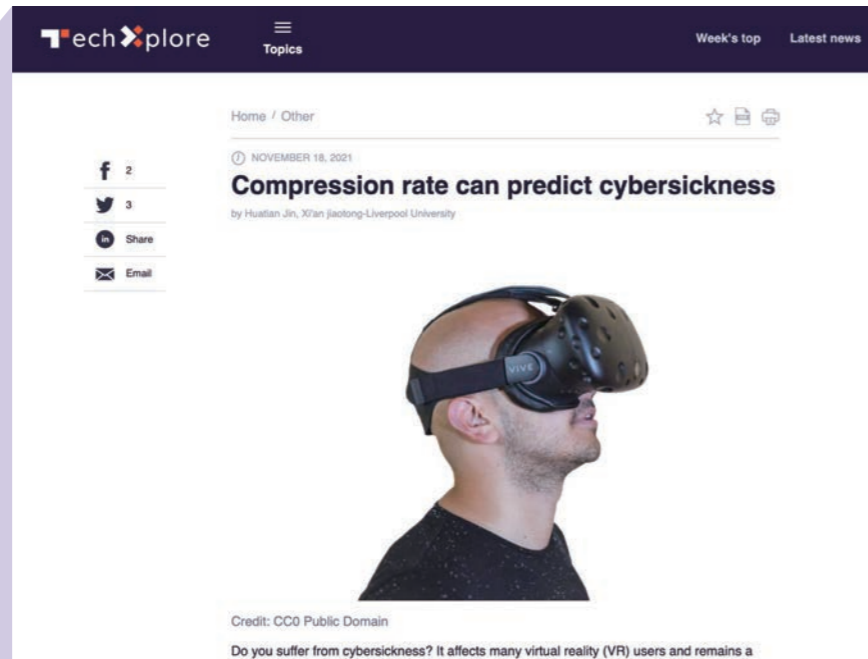 TechXplore
Topics
Week's top
Latest news
Home / Other
NOVEMBER 18, 2021
Compression rate can predict cybersickness
by Huatian Jin, Xi'an jiaotong-Liverpool University
f 2
3
in Share
Email
VIVE
Credit: CC0 Public Domain
Do you suffer from cybersickness? It affects many virtual reality (VR) users and remains a